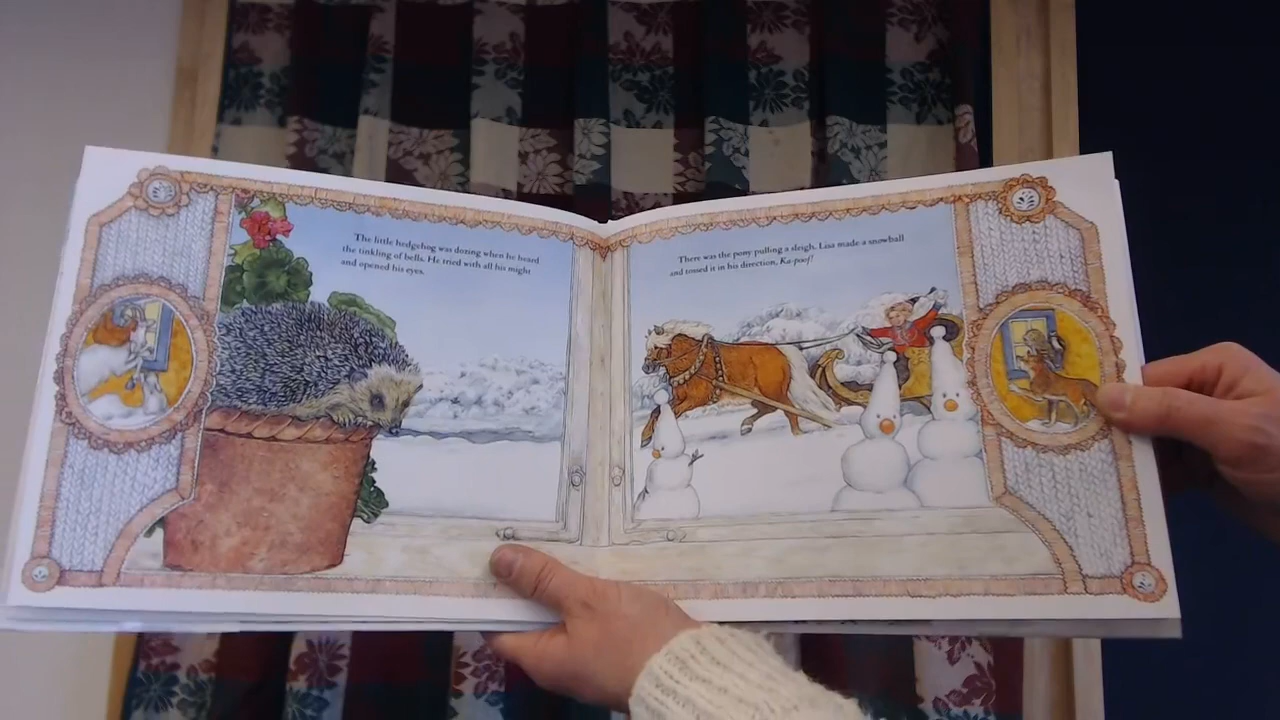 The little hedgehog was dozing when he heard
the tinkling of bells. He tried with all his might
and opened his eyes.
There was the pony pulling a sleigh. Lisa made a snowball
and tossed it in his direction, Ka-poof!